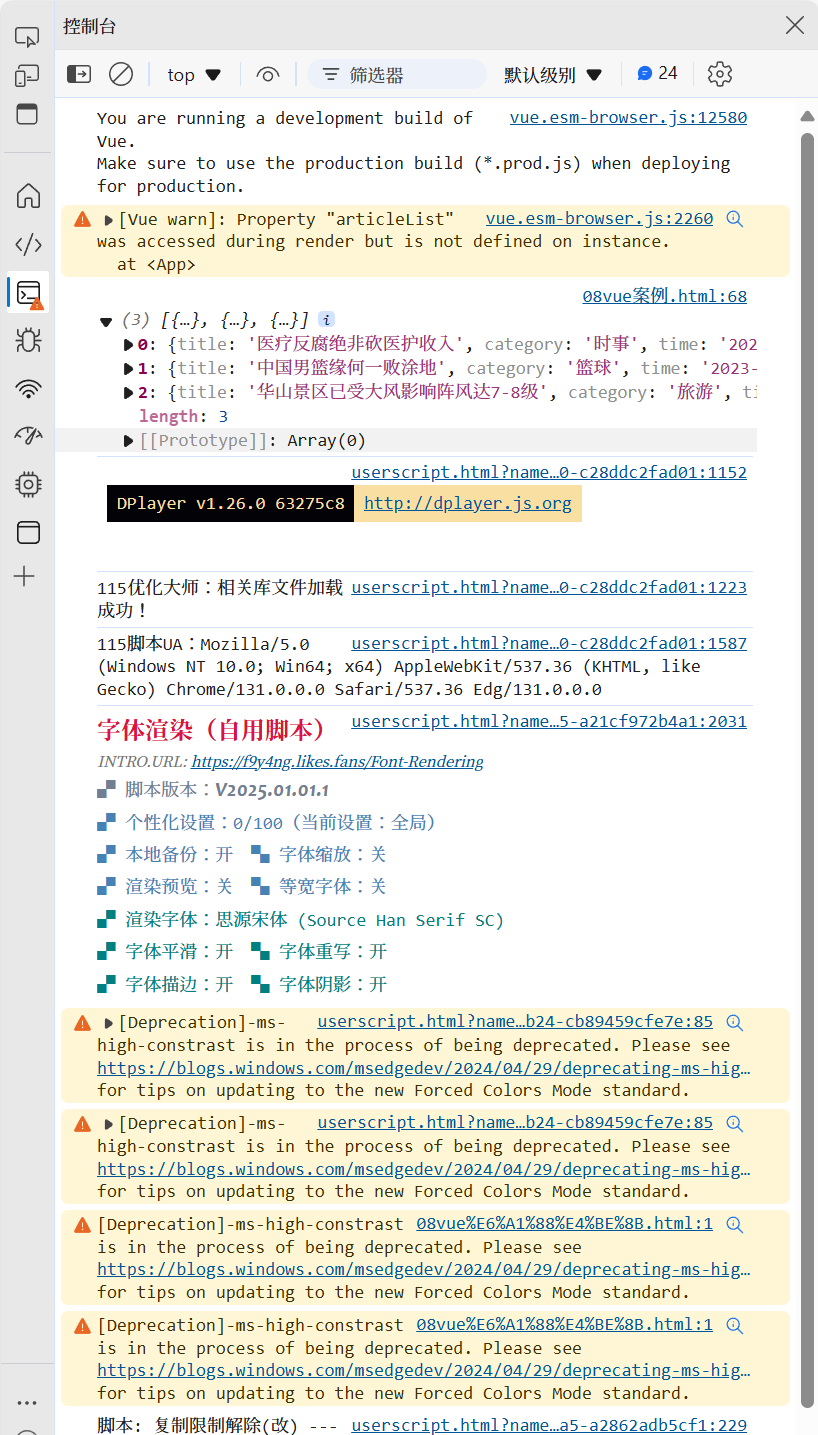 控制台
top
筛选器
默认级别
24
You are running a development build of vue.esm-browser.js:12580
Vue.
Make sure to use the production build (*.prod.js) when deploying
for production.
[Vue warn]: Property "articleList" vue.esm-browser.js:2260
was accessed during render but is not defined on instance.
at <App>
08vue案例.html:68
(3) [{…}, {…}, {…}] i
0: {title: '医疗反腐绝非砍医护收入', category: '时事', time: '202
1: {title: '中国男篮缘何一败涂地', category: '篮球', time: '2023-
2: {title: '华山景区已受大风影响阵风达7-8级', category: '旅游', ti
length: 3
[[Prototype]]: Array(0)
userscript.html?name…0-c28ddc2fad01:1152
DPlayer v1.26.0 63275c8 http://dplayer.js.org
115优化大师：相关库文件加载 userscript.html?name…0-c28ddc2fad01:1223
成功！
115脚本UA：Mozilla/5.0 userscript.html?name…0-c28ddc2fad01:1587
(Windows NT 10.0; Win64; x64) AppleWebKit/537.36 (KHTML, like
Gecko) Chrome/131.0.0.0 Safari/537.36 Edg/131.0.0.0
字体渲染（自用脚本） userscript.html?name…5-a21cf972b4a1:2031
INTRO.URL: https://f9y4ng.likes.fans/Font-Rendering
脚本版本：V2025.01.01.1
个性化设置：0/100（当前设置：全局）
本地备份：开 字体缩放：关
渲染预览：关 等宽字体：关
渲染字体：思源宋体 (Source Han Serif SC)
字体平滑：开 字体重写：开
字体描边：开 字体阴影：开
[Deprecation]-ms- userscript.html?name…b24-cb89459cfe7e:85
high-constrast is in the process of being deprecated. Please see
https://blogs.windows.com/msedgedev/2024/04/29/deprecating-ms-hig…
for tips on updating to the new Forced Colors Mode standard.
[Deprecation]-ms- userscript.html?name…b24-cb89459cfe7e:85
high-constrast is in the process of being deprecated. Please see
https://blogs.windows.com/msedgedev/2024/04/29/deprecating-ms-hig…
for tips on updating to the new Forced Colors Mode standard.
[Deprecation]-ms-high-constrast 08vue%E6%A1%88%E4%BE%8B.html:1
is in the process of being deprecated. Please see
https://blogs.windows.com/msedgedev/2024/04/29/deprecating-ms-hig…
for tips on updating to the new Forced Colors Mode standard.
[Deprecation]-ms-high-constrast 08vue%E6%A1%88%E4%BE%8B.html:1
is in the process of being deprecated. Please see
https://blogs.windows.com/msedgedev/2024/04/29/deprecating-ms-hig…
for tips on updating to the new Forced Colors Mode standard.
脚本: 复制限制解除(改) --- userscript.html?name…a5-a2862adb5cf1:229